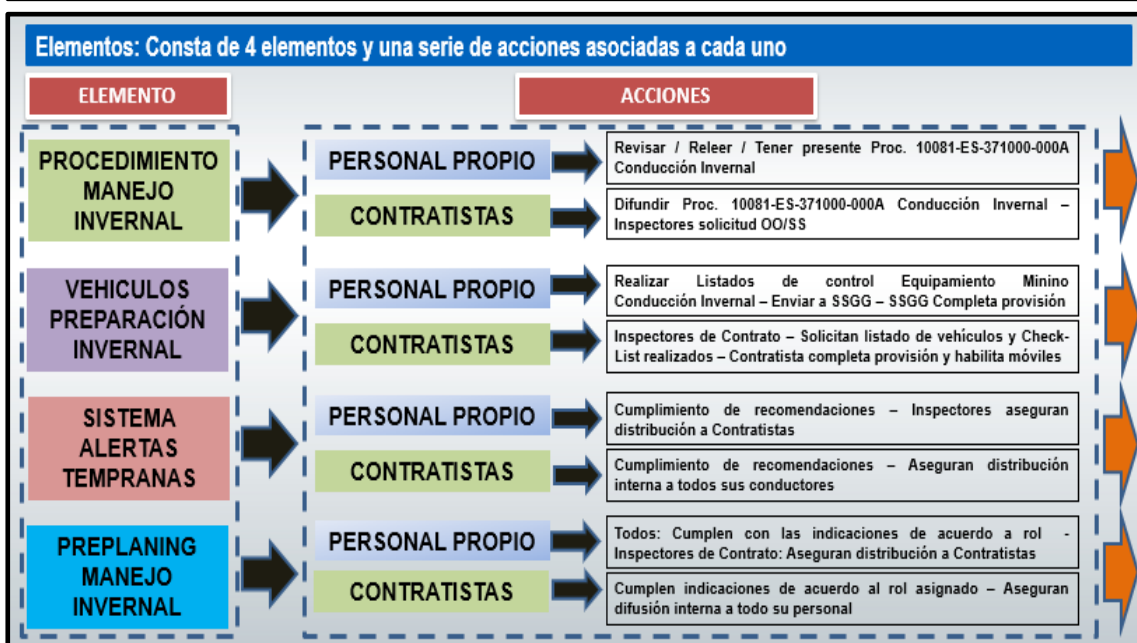 Elementos: Consta de 4 elementos y una serie de acciones asociadas a cada uno
ELEMENTO
ACCIONES
PROCEDIMIENTO
MANEJO
INVERNAL
PERSONAL PROPIO
Revisar / Releer / Tener presente Proc. 10081-ES-371000-000A
Conducción Invernal
CONTRATISTAS
Difundir Proc. 10081-ES-371000-000A Conducción Invernal –
Inspectores solicitud OO/SS
VEHICULOS
PREPARACIÓN
INVERNAL
PERSONAL PROPIO
Realizar Listados de control Equipamiento Minino
Conducción Invernal – Enviar a SSGG – SSGG Completa provisión
CONTRATISTAS
Inspectores de Contrato – Solicitan listado de vehículos y Check-
List realizados – Contratista completa provisión y habilita móviles
SISTEMA
ALERTAS
TEMPRANAS
PERSONAL PROPIO
Cumplimiento de recomendaciones – Inspectores aseguran
distribución a Contratistas
CONTRATISTAS
Cumplimiento de recomendaciones – Aseguran distribución
interna a todos sus conductores
PREPLANING
MANEJO
INVERNAL
PERSONAL PROPIO
Todos: Cumplen con las indicaciones de acuerdo a rol -
Inspectores de Contrato: Aseguran distribución a Contratistas
CONTRATISTAS
Cumplen indicaciones de acuerdo al rol asignado – Aseguran
difusión interna a todo su personal